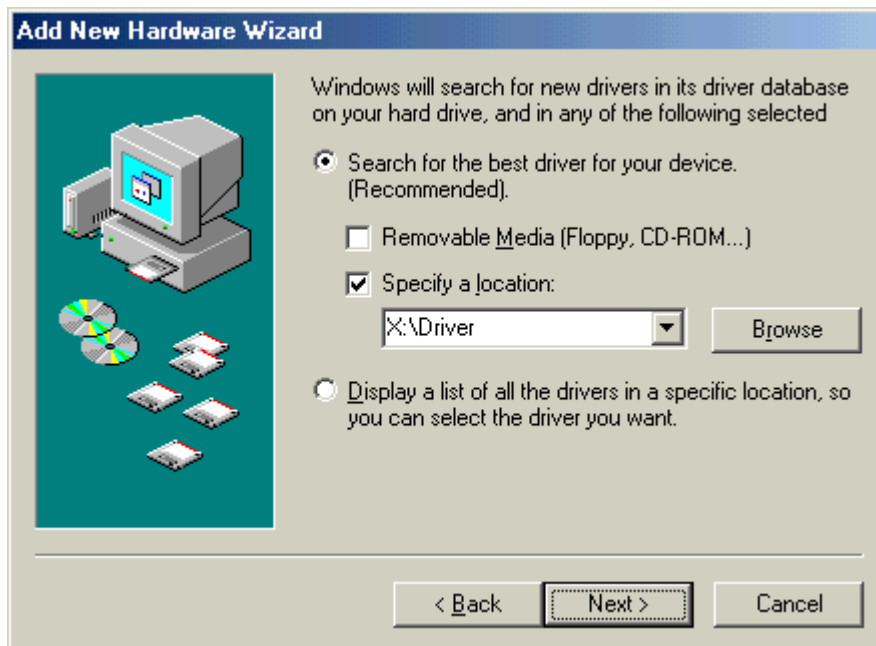 Add New Hardware Wizard
Windows will search for new drivers in its driver database
on your hard drive, and in any of the following selected
Search for the best driver for your device.
(Recommended).
Removable Media (Floppy, CD-ROM...)
Specify a location:
X:\Driver
Browse
Display a list of all the drivers in a specific location, so
you can select the driver you want.
< Back
Next >
Cancel